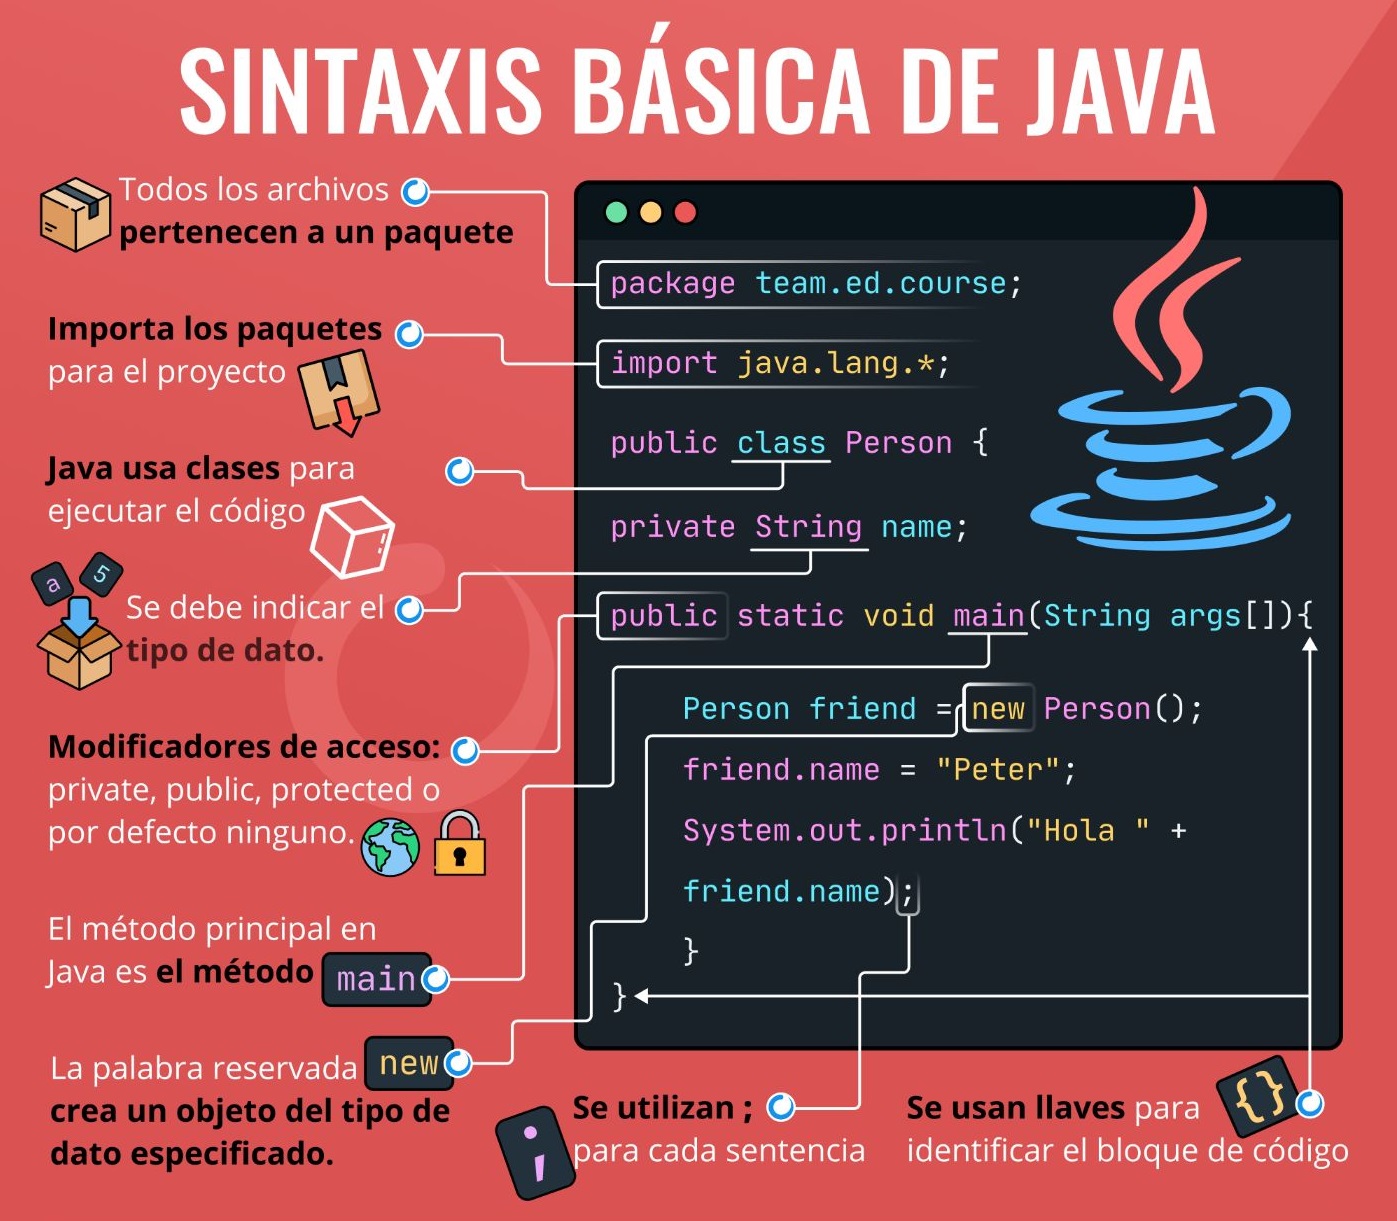 SINTAXIS BÁSICA DE JAVA
Todos los archivos
pertenecen a un paquete
Importa los paquetes
para el proyecto
Java usa clases para
ejecutar el código
a 5
Se debe indicar el
tipo de dato.
Modificadores de acceso:
private, public, protected o
por defecto ninguno.
El método principal en
Java es el método main
La palabra reservada new
crea un objeto del tipo de
dato especificado.
package team.ed.course;
import java.lang.*;
public class Person {
private String name;
public static void main(String args[]){
Person friend = new Person();
friend.name = "Peter";
System.out.println("Hola " +
friend.name);
}
}
;
Se utilizan ;
para cada sentencia
Se usan llaves para {}
identificar el bloque de código